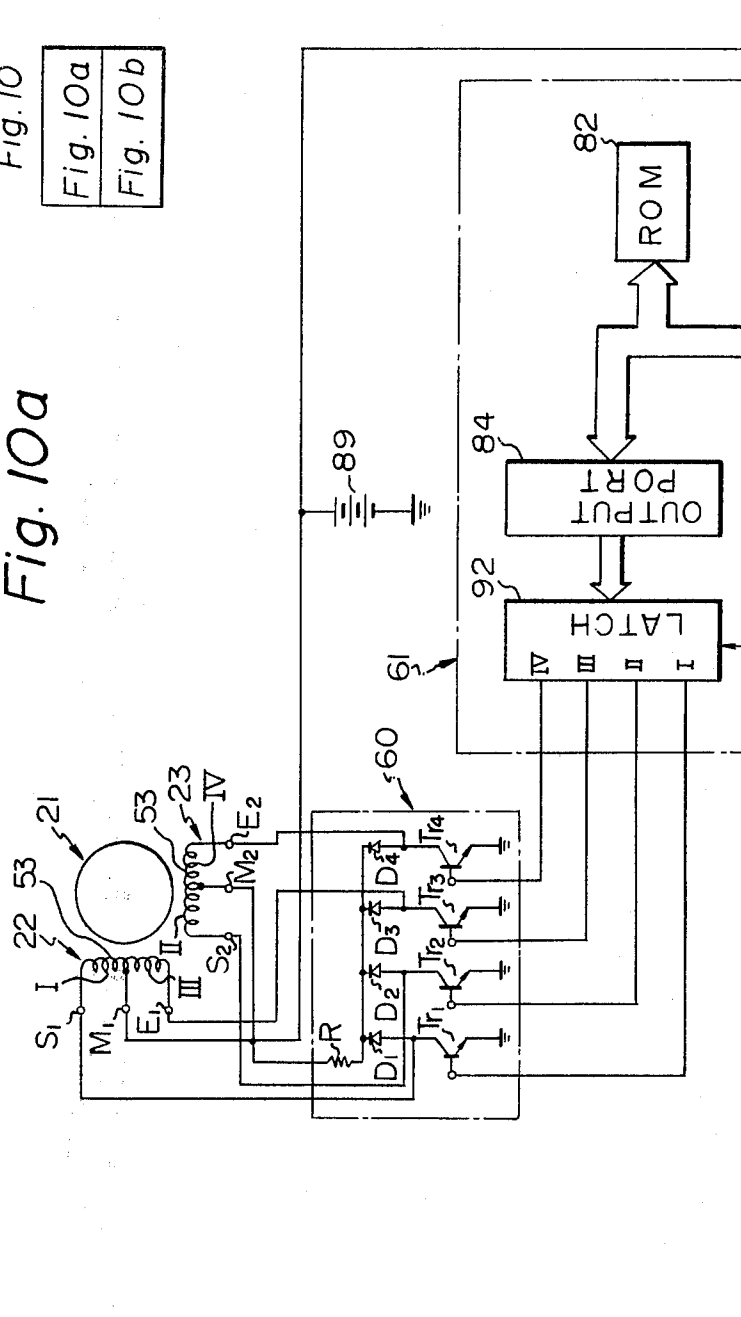 Fig. 10
Fig. 10a
Fig. 10b
Fig. 10a
82
ROM
84
OUTPUT
PORT
92
LATCH
IV
III
II
I
61
89
60
21
53
22
I
III
S1
M1
E1
53
23
IV
II
S2
M2
E2
R
D1
D2
D3
D4
Tr1
Tr2
Tr3
Tr4